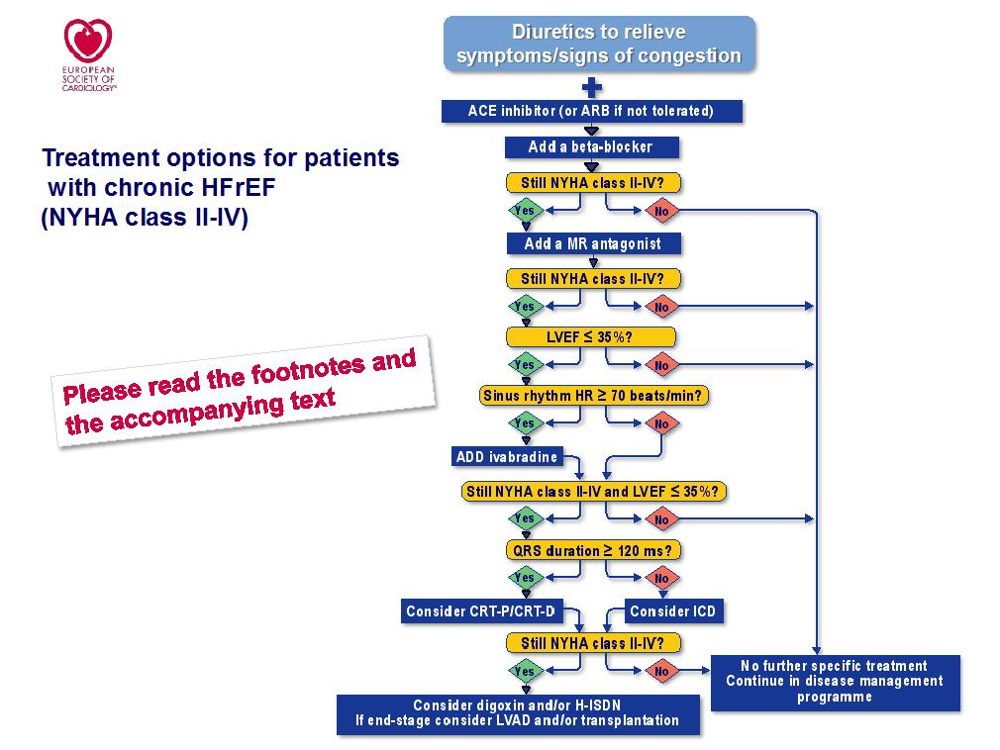 EUROPEAN
SOCIETY OF
CARDIOLOGY®
Treatment options for patients
with chronic HFrEF
(NYHA class II-IV)
Please read the footnotes and
the accompanying text
Diuretics to relieve
symptoms/signs of congestion
ACE inhibitor (or ARB if not tolerated)
Add a beta-blocker
Still NYHA class II-IV?
Yes
No
Add a MR antagonist
Still NYHA class II-IV?
Yes
No
LVEF ≤ 35%?
Yes
No
Sinus rhythm HR ≥ 70 beats/min?
Yes
No
ADD ivabradine
Still NYHA class II-IV and LVEF ≤ 35%?
Yes
No
QRS duration ≥ 120 ms?
Yes
No
Consider CRT-P/CRT-D
Consider ICD
Still NYHA class II-IV?
Yes
No
No further specific treatment
Continue in disease management
programme
Consider digoxin and/or H-ISDN
If end-stage consider LVAD and/or transplantation